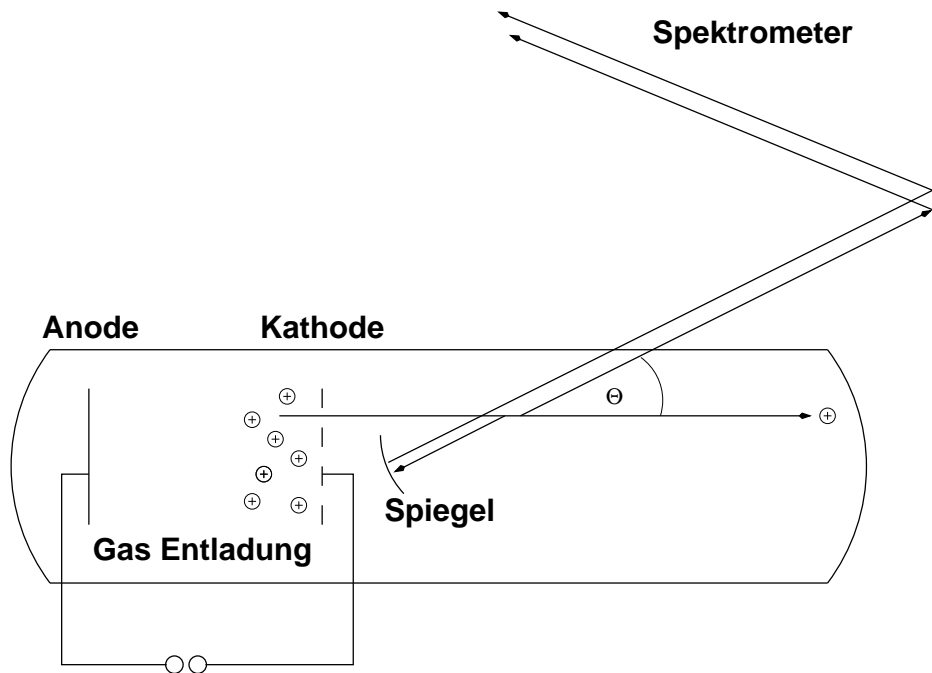 Spektrometer
Anode
Kathode
Θ
Spiegel
Gas Entladung